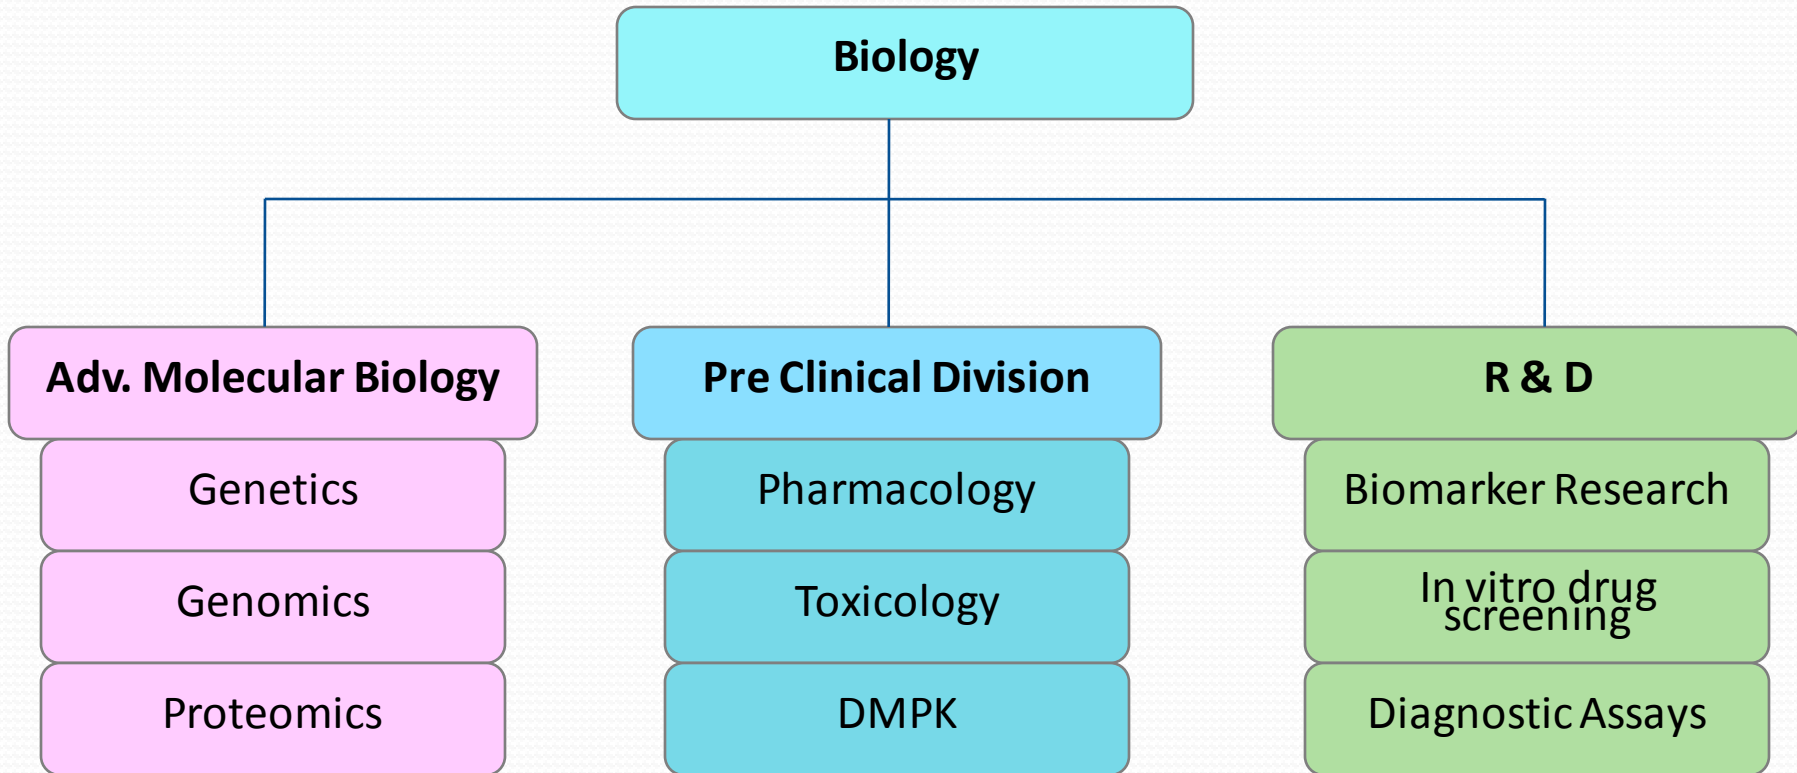 Biology
Adv. Molecular Biology
Genetics
Genomics
Proteomics
Pre Clinical Division
Pharmacology
Toxicology
DMPK
R & D
Biomarker Research
In vitro drug
screening
Diagnostic Assays